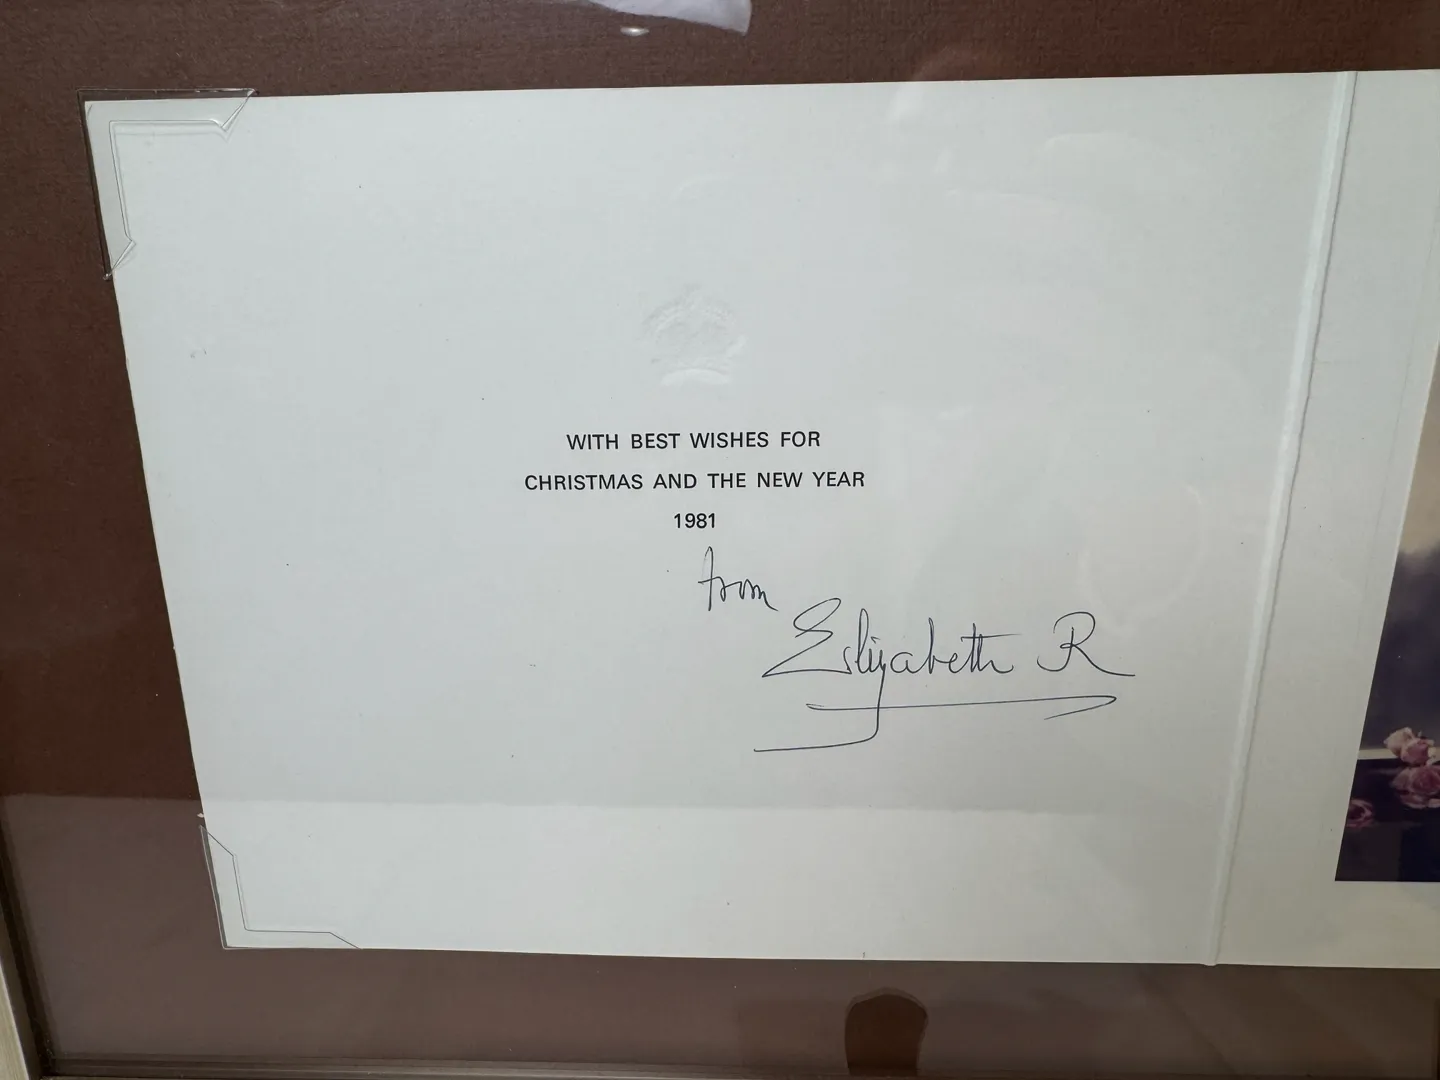 WITH BEST WISHES FOR
CHRISTMAS AND THE NEW YEAR
1981
from
Elizabeth R